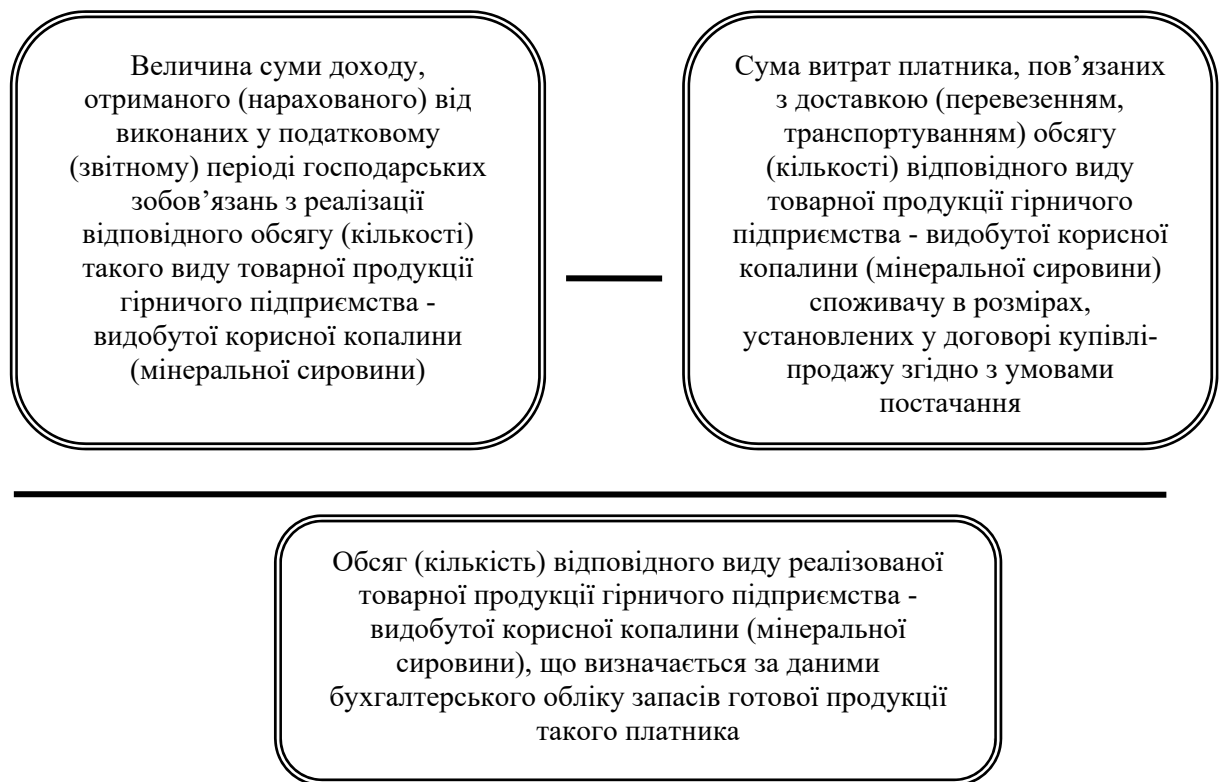 Величина суми доходу,
отриманого (нарахованого) від
виконаних у податковому
(звітному) періоді господарських
зобов’язань з реалізації
відповідного обсягу (кількості)
такого виду товарної продукції
гірничого підприємства -
видобутої корисної копалини
(мінеральної сировини)
Сума витрат платника, пов’язаних
з доставкою (перевезенням,
транспортуванням) обсягу
(кількості) відповідного виду
товарної продукції гірничого
підприємства - видобутої корисної
копалини (мінеральної сировини)
споживачу в розмірах,
установлених у договорі купівлі-
продажу згідно з умовами
постачання
Обсяг (кількість) відповідного виду реалізованої
товарної продукції гірничого підприємства -
видобутої корисної копалини (мінеральної
сировини), що визначається за даними
бухгалтерського обліку запасів готової продукції
такого платника